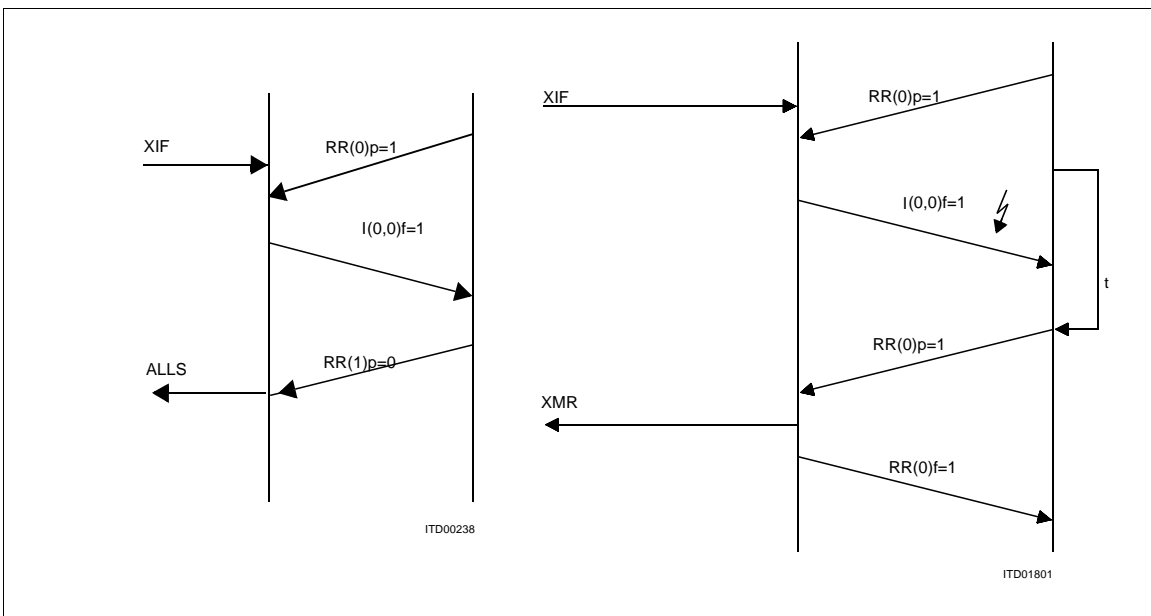 XIF
RR(0)p=1
I(0,0)f=1
RR(1)p=0
ALLS
ITD00238
XIF
RR(0)p=1
I(0,0)f=1
t
RR(0)p=1
XMR
RR(0)f=1
ITD01801